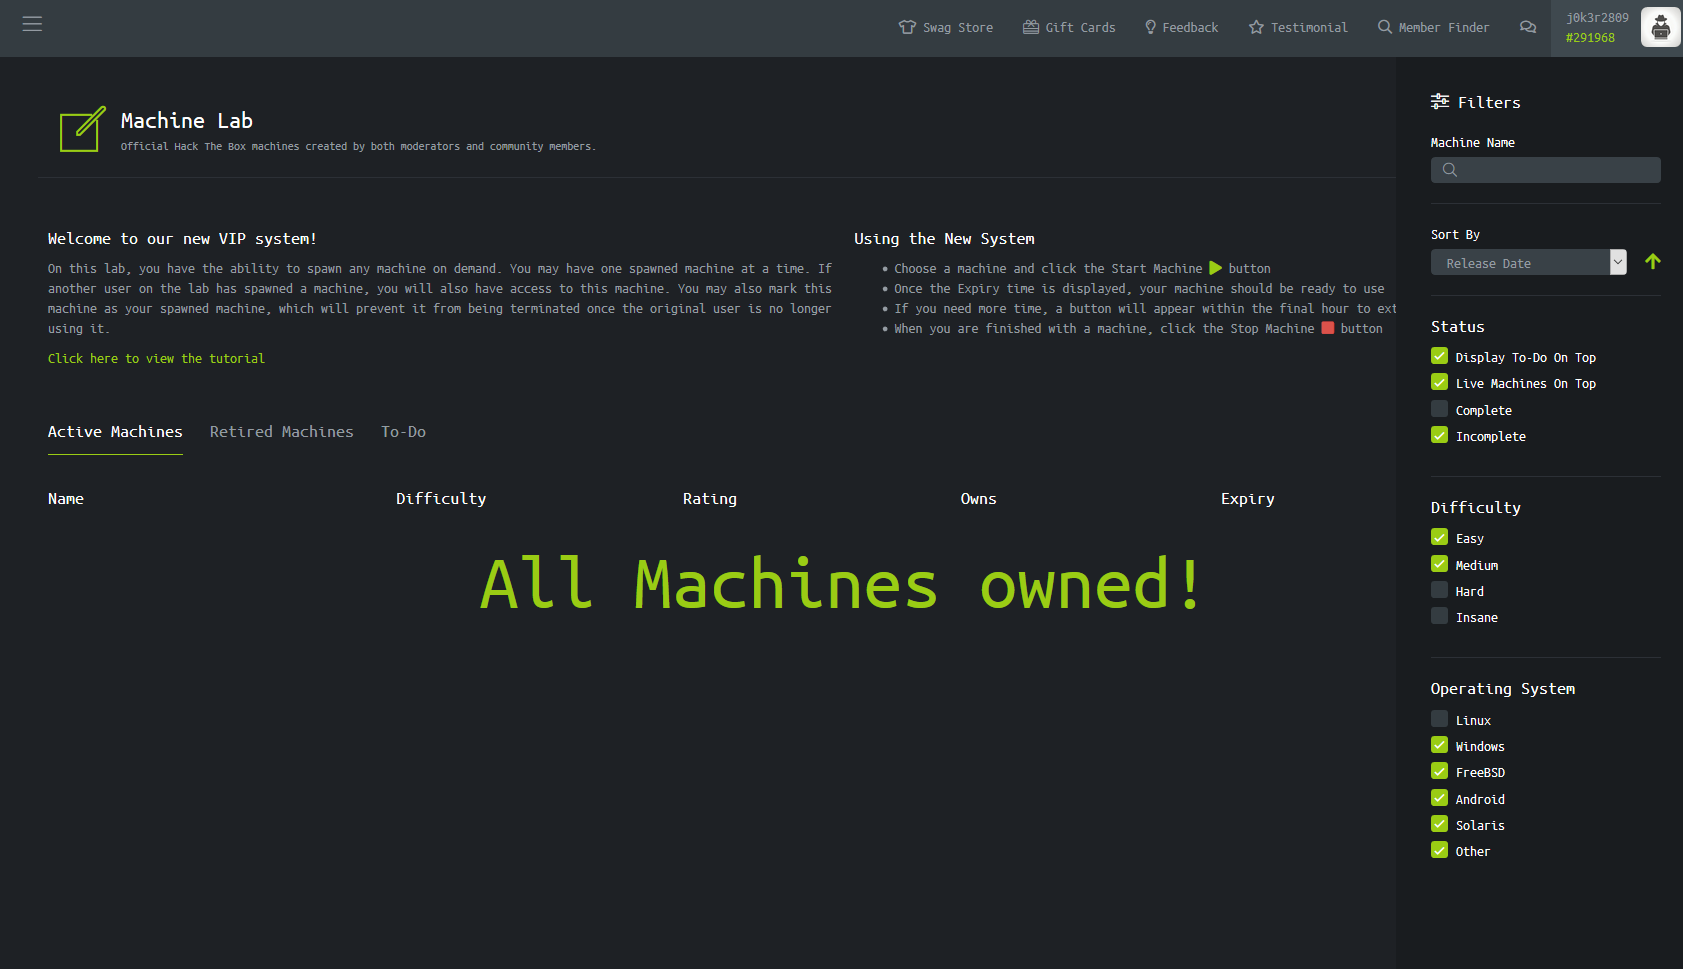 Swag Store Gift Cards Feedback Testimonial Member Finder j0k3r2809
#291968
Machine Lab
Official Hack The Box machines created by both moderators and community members.
Welcome to our new VIP system!
On this lab, you have the ability to spawn any machine on demand. You may have one spawned machine at a time. If
another user on the lab has spawned a machine, you will also have access to this machine. You may also mark this
machine as your spawned machine, which will prevent it from being terminated once the original user is no longer
using it.
Click here to view the tutorial
Using the New System
• Choose a machine and click the Start Machine button
• Once the Expiry time is displayed, your machine should be ready to use
• If you need more time, a button will appear within the final hour to ext
• When you are finished with a machine, click the Stop Machine button
Active Machines Retired Machines To-Do
Name Difficulty Rating Owns Expiry
All Machines owned!
Filters
Machine Name
Sort By
Release Date
Status
Display To-Do On Top
Live Machines On Top
Complete
Incomplete
Difficulty
Easy
Medium
Hard
Insane
Operating System
Linux
Windows
FreeBSD
Android
Solaris
Other